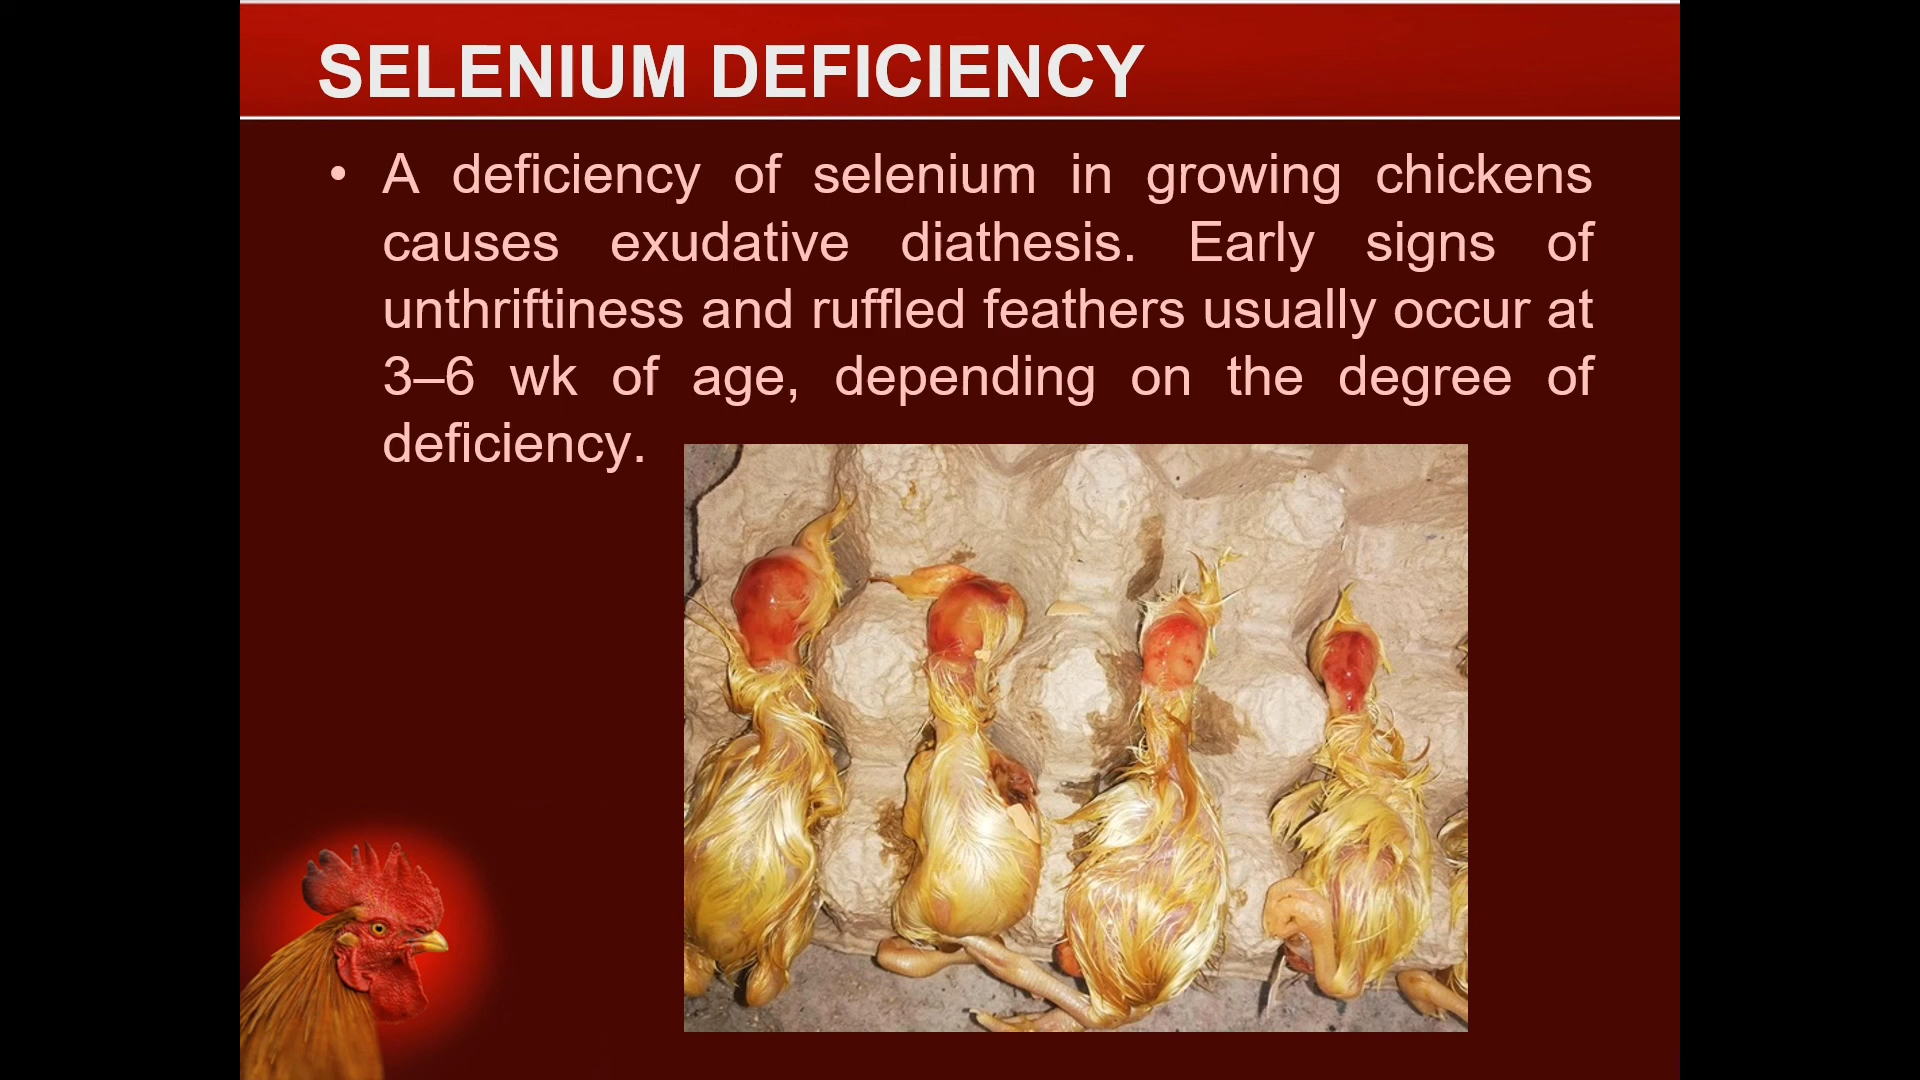 SELENIUM DEFICIENCY
• A deficiency of selenium in growing chickens
causes exudative diathesis. Early signs of
unthriftiness and ruffled feathers usually occur at
3–6 wk of age, depending on the degree of
deficiency.